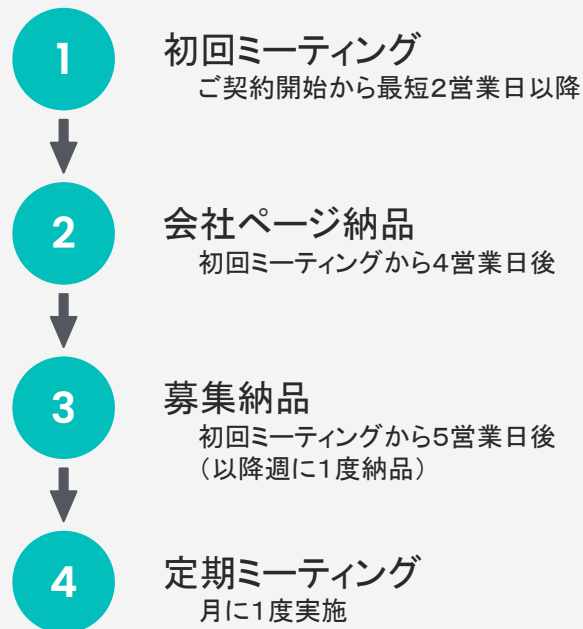 1
初回ミーティング
ご契約開始から最短２営業日以降
2
会社ページ納品
初回ミーティングから４営業日後
3
募集納品
初回ミーティングから５営業日後
（以降週に１度納品）
4
定期ミーティング
月に１度実施